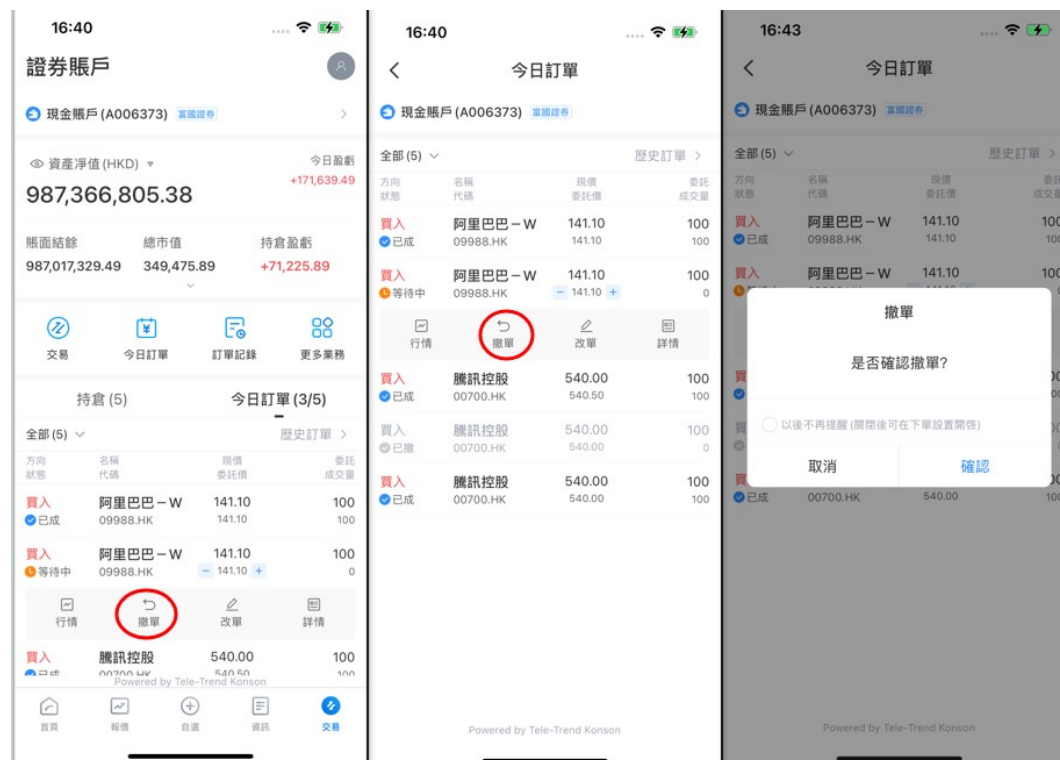 16:40
證券賬戶
現金賬戶 (A006373) 富國證券
資產淨值 (HKD) 今日盈虧
987,366,805.38 +171,639.49
賬面結餘 總市值 持倉盈虧
987,017,329.49 349,475.89 +71,225.89
交易 今日訂單 訂單記錄 更多業務
持倉 (5) 今日訂單 (3/5)
全部 (5) 歷史訂單
方向 名稱 現價 委託
狀態 代碼 委託價 成交量
買入 阿里巴巴－W 141.10 100
已成 09988.HK 141.10 100
買入 阿里巴巴－W 141.10 100
等待中 09988.HK － 141.10 + 0
行情 撤單 改單 詳情
買入 騰訊控股 540.00 100
已成 00700.HK 540.50 100
Powered by Tele-Trend Konson
首頁 報價 自選 資訊 交易
16:40
今日訂單
現金賬戶 (A006373) 富國證券
全部 (5) 歷史訂單
方向 名稱 現價 委託
狀態 代碼 委託價 成交量
買入 阿里巴巴－W 141.10 100
已成 09988.HK 141.10 100
買入 阿里巴巴－W 141.10 100
等待中 09988.HK － 141.10 + 0
行情 撤單 改單 詳情
買入 騰訊控股 540.00 100
已成 00700.HK 540.50 100
買入 騰訊控股 540.00 100
已撤 00700.HK 540.00 0
買入 騰訊控股 540.00 100
已成 00700.HK 540.00 100
Powered by Tele-Trend Konson
16:43
今日訂單
現金賬戶 (A006373) 富國證券
全部 (5) 歷史訂單
方向 名稱 現價 委託
狀態 代碼 委託價 成交量
買入 阿里巴巴－W 141.10 100
已成 09988.HK 141.10 100
買入 阿里巴巴－W 141.10 100
撤單
是否確認撤單?
以後不再提醒 (關閉後可在下單設置開啓)
取消 確認
已成 00700.HK 540.00 100
Powered by Tele-Trend Konson